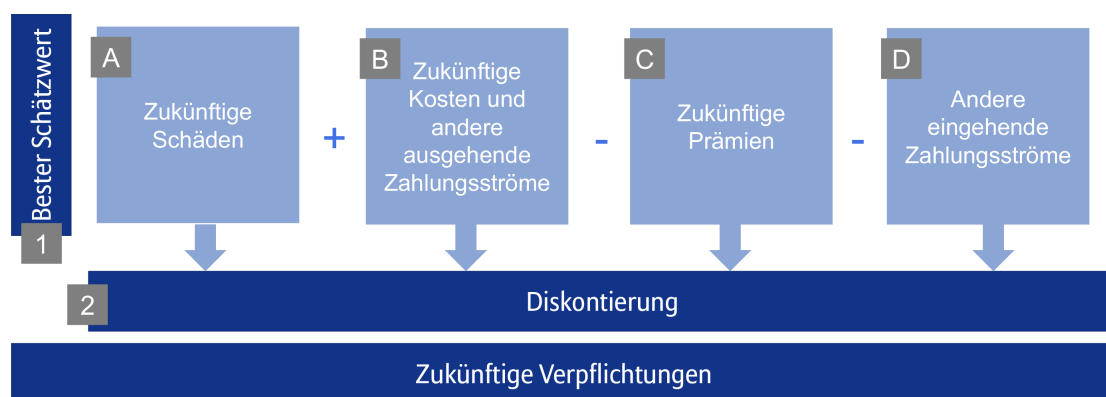 Bester Schätzwert
1
A
Zukünftige
Schäden
+
B
Zukünftige
Kosten und
andere
ausgehende
Zahlungsströme
-
C
Zukünftige
Prämien
-
D
Andere
eingehende
Zahlungsströme
2
Diskontierung
Zukünftige Verpflichtungen